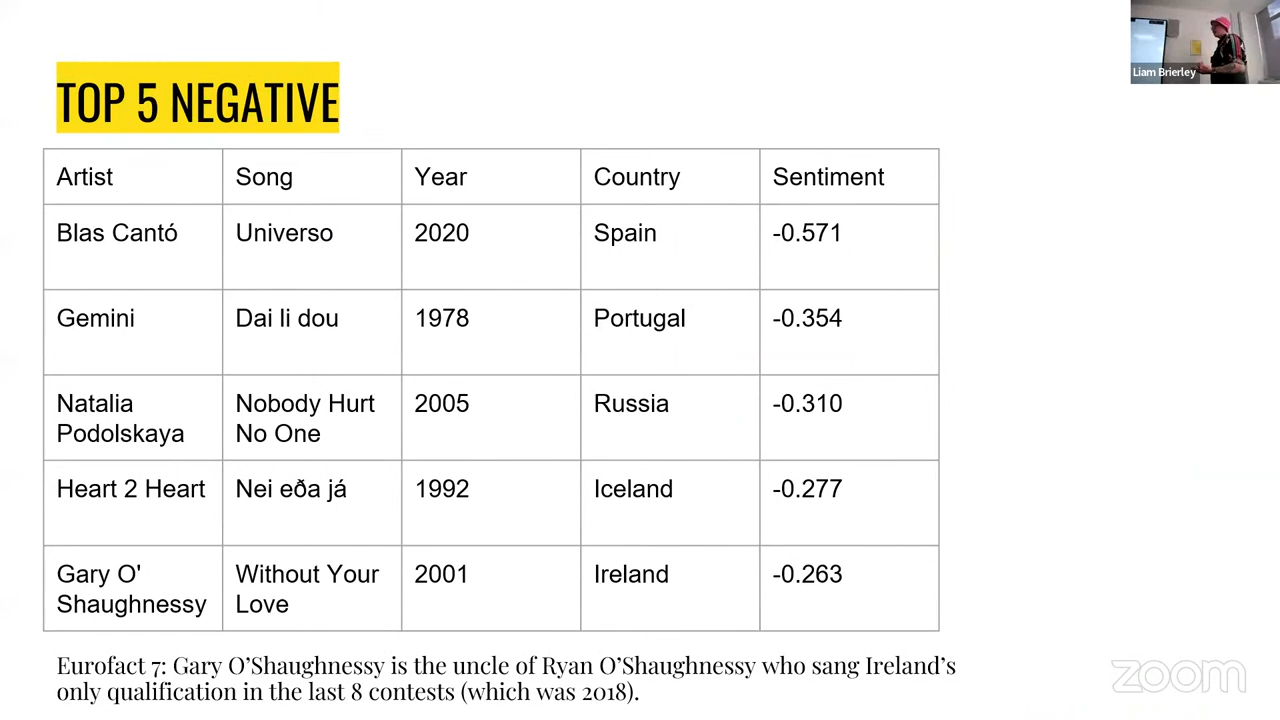 Liam Brierley
TOP 5 NEGATIVE
Artist Song Year Country Sentiment
Blas Cantó Universo 2020 Spain -0.571
Gemini Dai li dou 1978 Portugal -0.354
Natalia Podolskaya Nobody Hurt No One 2005 Russia -0.310
Heart 2 Heart Nei eða já 1992 Iceland -0.277
Gary O' Shaughnessy Without Your Love 2001 Ireland -0.263
Eurofact 7: Gary O’Shaughnessy is the uncle of Ryan O’Shaughnessy who sang Ireland’s
only qualification in the last 8 contests (which was 2018).
zoom